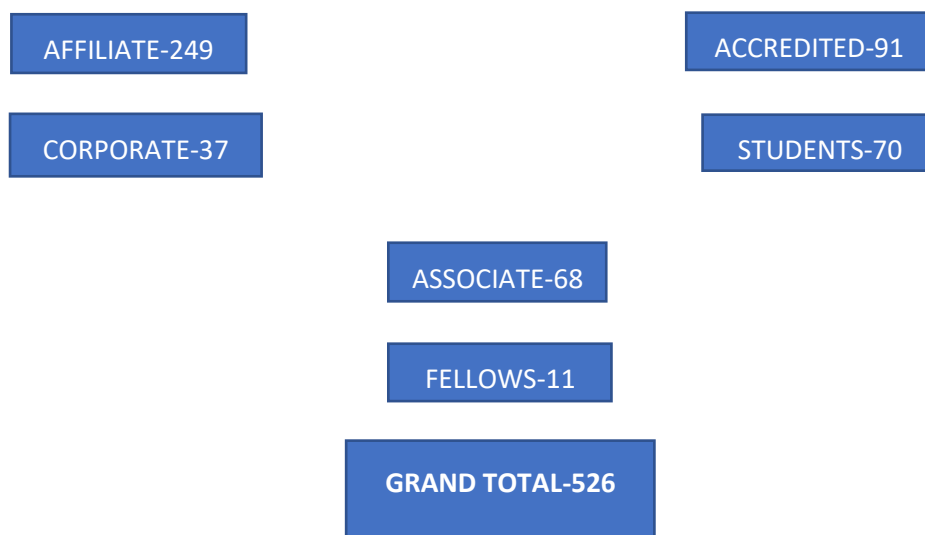 AFFILIATE-249
ACCREDITED-91
CORPORATE-37
STUDENTS-70
ASSOCIATE-68
FELLOWS-11
GRAND TOTAL-526